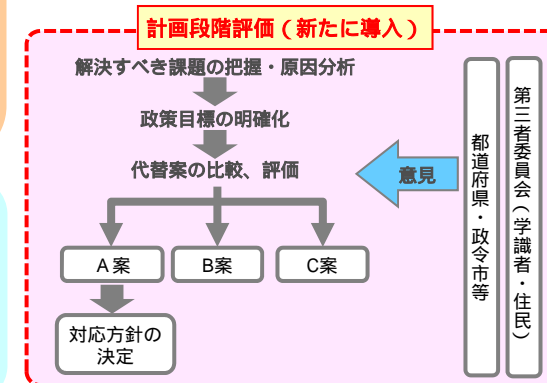 計画段階評価（新たに導入）
解決すべき課題の把握・原因分析
政策目標の明確化
代替案の比較、評価
意見
A案
B案
C案
対応方針の
決定
都道府県・政令市等
第三者委員会（学識者・住民）